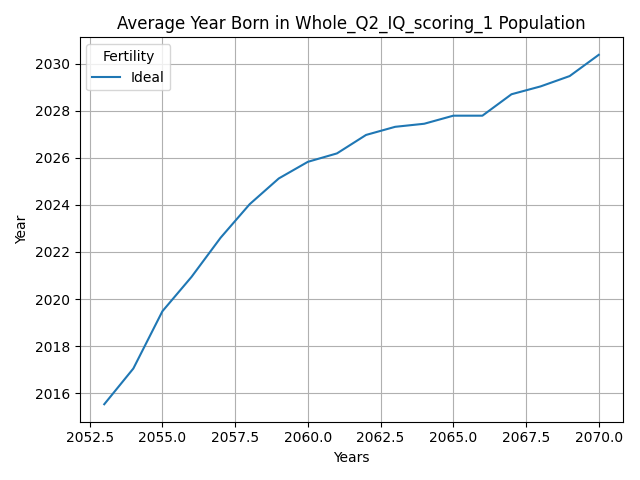 Average Year Born in Whole_Q2_IQ_scoring_1 Population
Fertility
Ideal
Year
2030
2028
2026
2024
2022
2020
2018
2016
2052.5 2055.0 2057.5 2060.0 2062.5 2065.0 2067.5 2070.0
Years